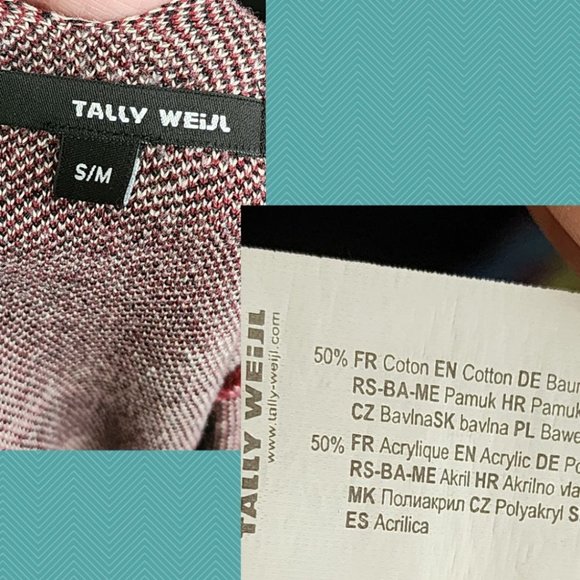 TALLY WEiJL
S/M
TALLY WEiJL
www.tally-weijl.com
50% FR Coton EN Cotton DE
RS-BA-ME Pamuk HR Pamuk
CZ BavlnaSK bavlna PL
50% FR Acrylique EN Acrylic DE
RS-BA-ME Akril HR Akrilno
MK Полиакрил CZ Polyakryl
ES Acrilica